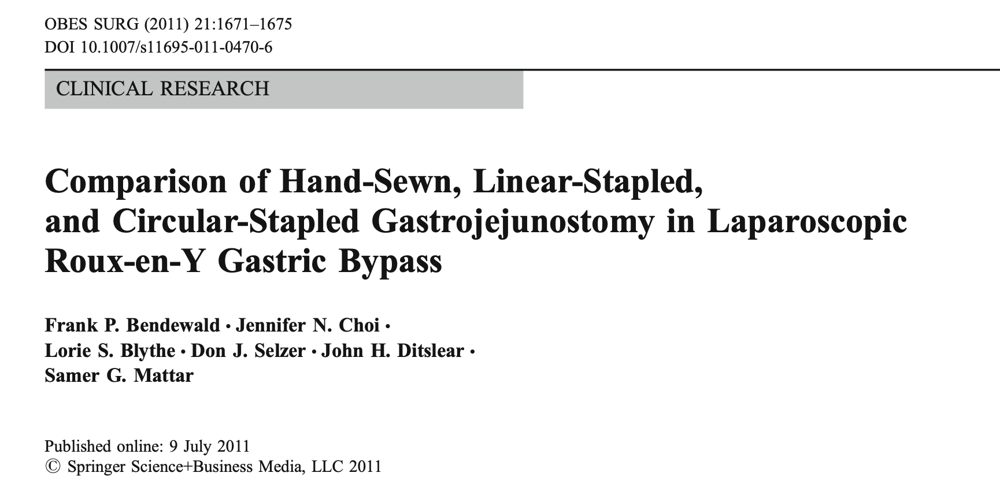 OBES SURG (2011) 21:1671–1675
DOI 10.1007/s11695-011-0470-6
CLINICAL RESEARCH
Comparison of Hand-Sewn, Linear-Stapled,
and Circular-Stapled Gastrojejunostomy in Laparoscopic
Roux-en-Y Gastric Bypass
Frank P. Bendewald · Jennifer N. Choi ·
Lorie S. Blythe · Don J. Selzer · John H. Ditslear ·
Samer G. Mattar
Published online: 9 July 2011
© Springer Science+Business Media, LLC 2011